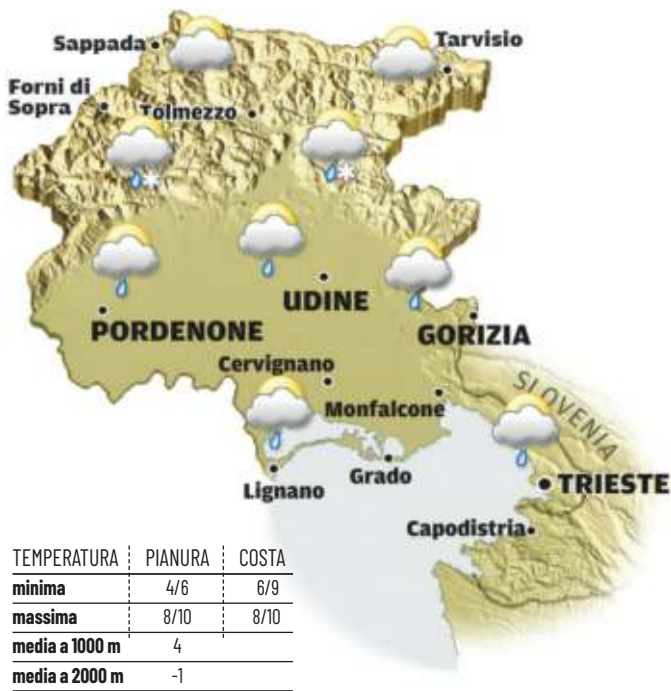 Sappada
Tarvisio
Forni di
Sopra
Tolmezzo
UDINE
PORDENONE
GORIZIA
Cervignano
Monfalcone
SLOVENIA
Lignano
Grado
TRIESTE
Capodistria
TEMPERATURA PIANURA COSTA
minima 4/6 6/9
massima 8/10 8/10
media a 1000 m 4
media a 2000 m -1